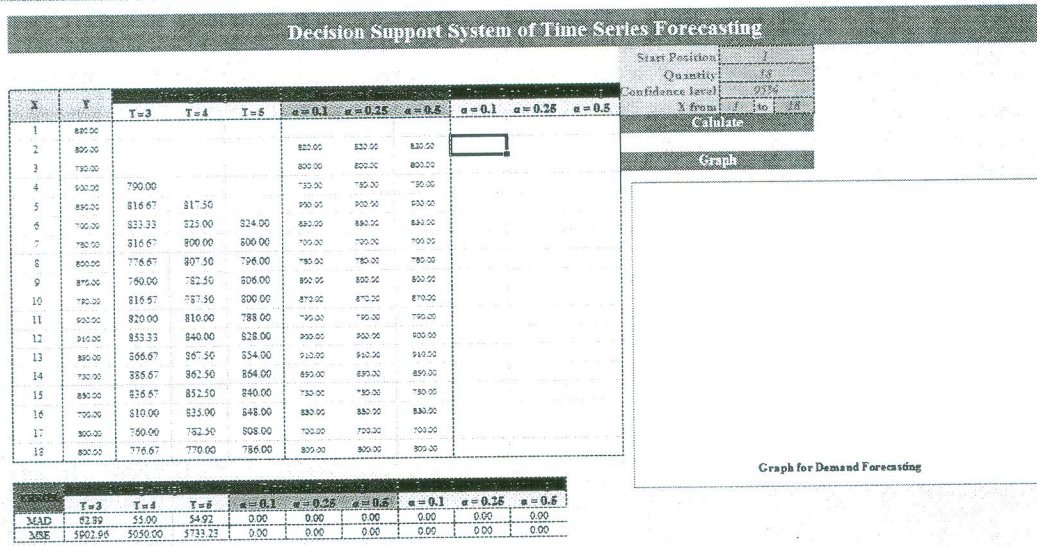 Decision Support System of Time Series Forecasting
Start Position 1
Quantity 18
Confidence level 95%
X from 1 to 18
Calulate
Graph
X Y T=3 T=4 T=5 α=0.1 α=0.25 α=0.5 α=0.1 α=0.25 α=0.5
1 820.00
2 800.00 820.00 820.00 820.00
3 750.00 800.00 800.00 800.00
4 900.00 790.00 750.00 750.00 750.00
5 850.00 816.67 817.50 900.00 900.00 900.00
6 700.00 833.33 825.00 824.00 850.00 850.00 850.00
7 780.00 816.67 800.00 800.00 700.00 700.00 700.00
8 800.00 776.67 807.50 796.00 780.00 780.00 780.00
9 870.00 760.00 782.50 806.00 800.00 800.00 800.00
10 790.00 816.67 787.50 800.00 870.00 870.00 870.00
11 900.00 820.00 810.00 788.00 790.00 790.00 790.00
12 910.00 853.33 840.00 828.00 900.00 900.00 900.00
13 850.00 866.67 867.50 854.00 910.00 910.00 910.00
14 750.00 886.67 862.50 864.00 850.00 850.00 850.00
15 830.00 836.67 852.50 840.00 750.00 750.00 750.00
16 700.00 810.00 835.00 848.00 830.00 830.00 830.00
17 800.00 760.00 782.50 808.00 700.00 700.00 700.00
18 800.00 776.67 770.00 786.00 800.00 800.00 800.00
Graph for Demand Forecasting
T=3 T=4 T=5 α=0.1 α=0.25 α=0.5 α=0.1 α=0.25 α=0.5
MAD 62.89 55.00 54.92 0.00 0.00 0.00 0.00 0.00 0.00
MSE 5902.96 5050.00 5733.23 0.00 0.00 0.00 0.00 0.00 0.00